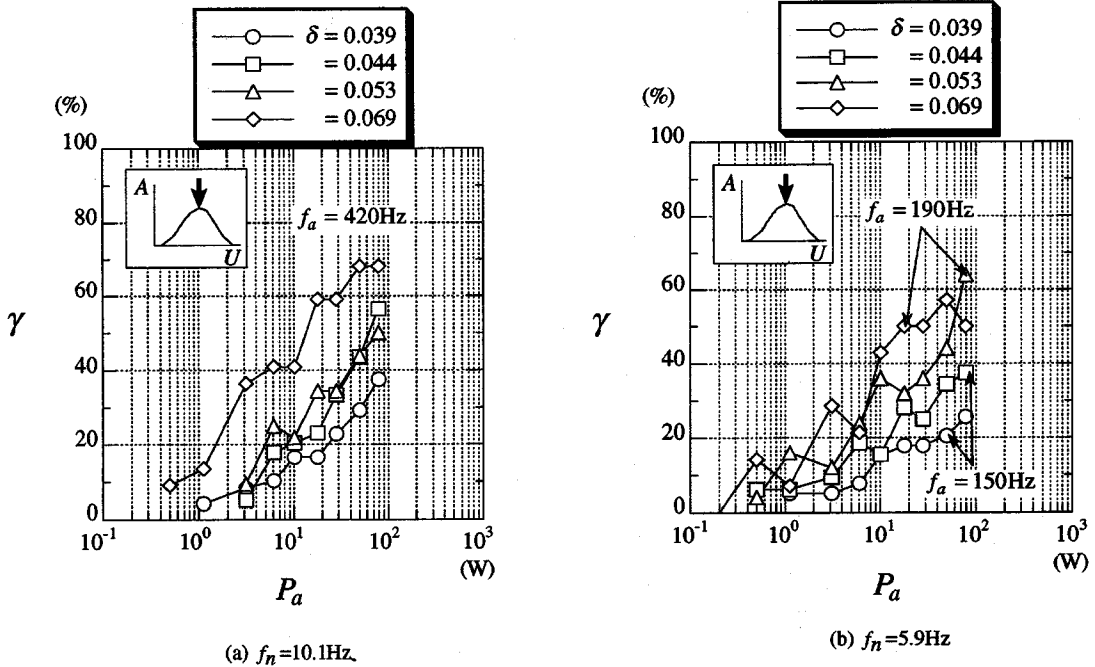 δ = 0.039
= 0.044
= 0.053
= 0.069
(%)
100
80
60
40
20
0
γ
A
U
f_a = 420Hz
10^-1
10^0
10^1
10^2
10^3
(W)
P_a
(a) f_n=10.1Hz
δ = 0.039
= 0.044
= 0.053
= 0.069
(%)
100
80
60
40
20
0
γ
A
U
f_a = 190Hz
f_a = 150Hz
10^-1
10^0
10^1
10^2
10^3
(W)
P_a
(b) f_n=5.9Hz